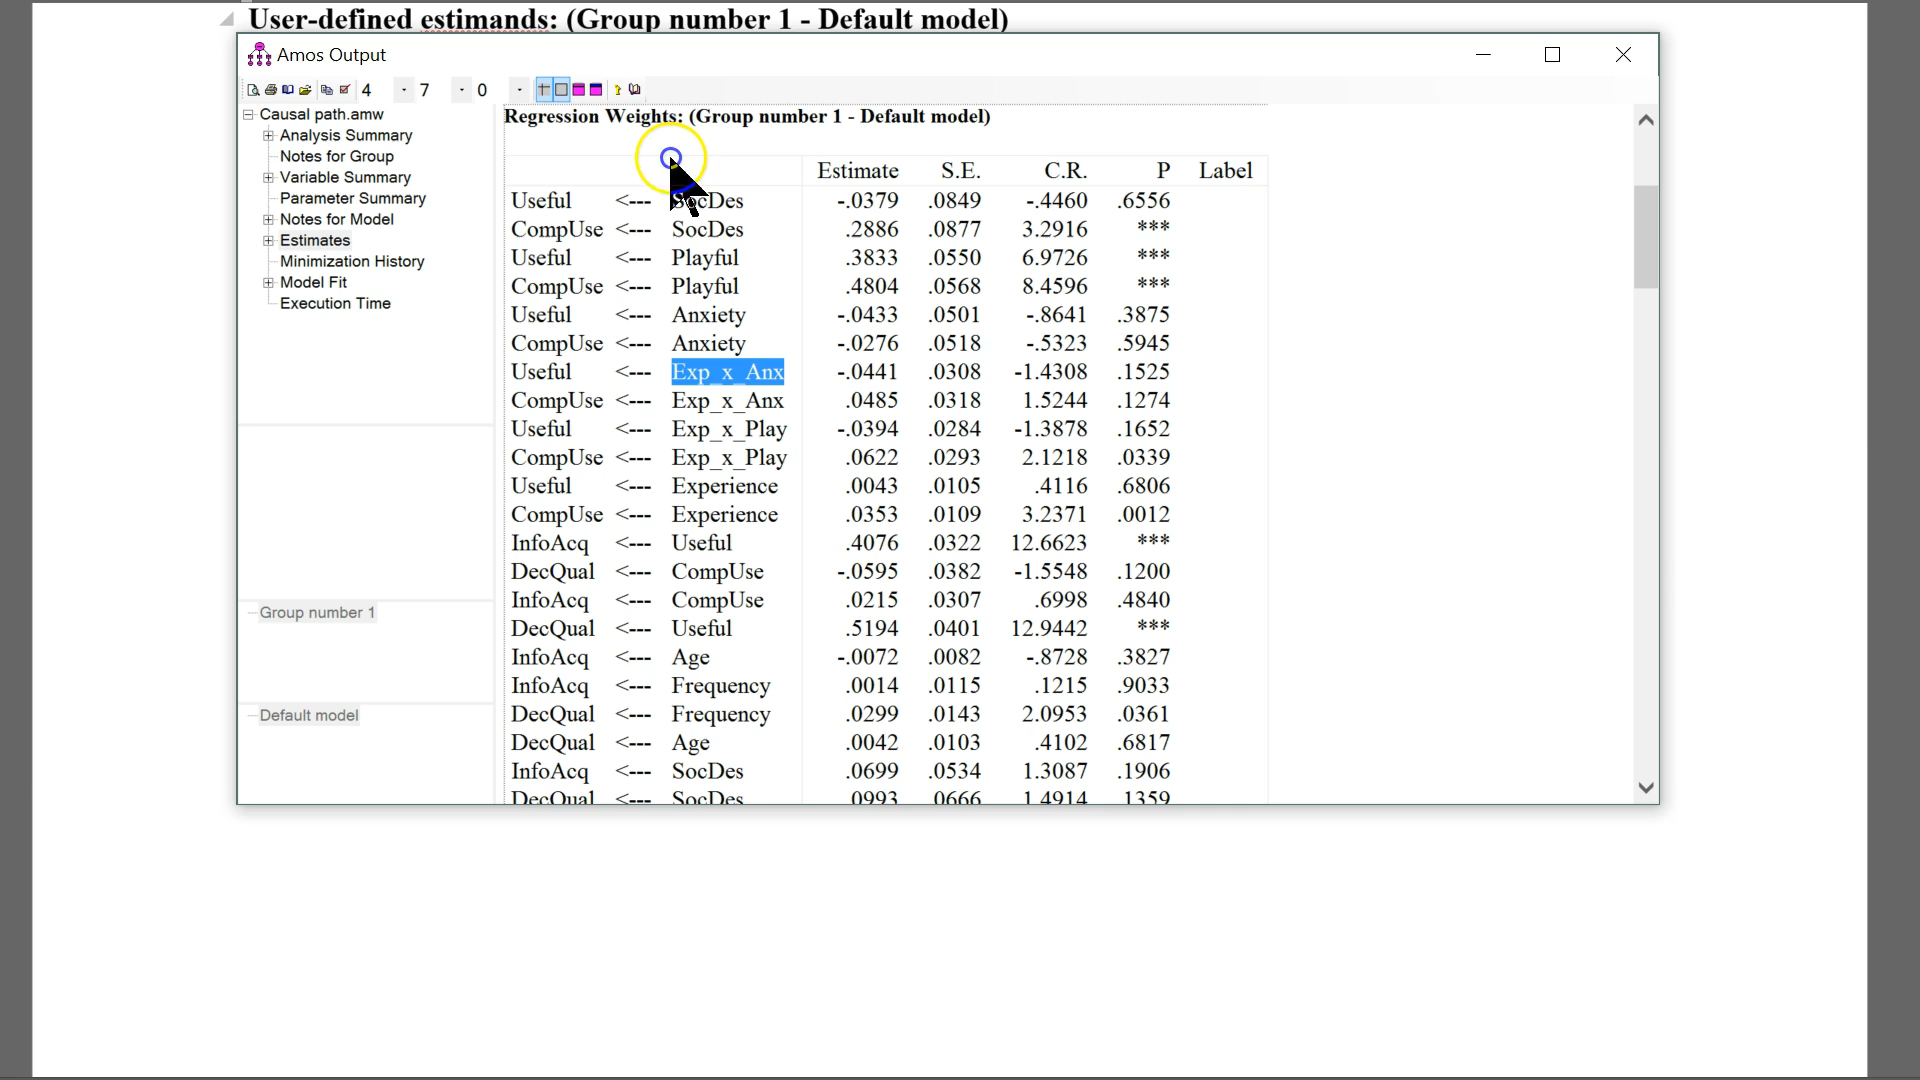 User-defined estimands: (Group number 1 - Default model)
Amos Output
4 7 0
Causal path.amw
Analysis Summary
Notes for Group
Variable Summary
Parameter Summary
Notes for Model
Estimates
Minimization History
Model Fit
Execution Time
Group number 1
Default model
Regression Weights: (Group number 1 - Default model)
Estimate S.E. C.R. P Label
Useful <--- SocDes -.0379 .0849 -.4460 .6556
CompUse <--- SocDes .2886 .0877 3.2916 ***
Useful <--- Playful .3833 .0550 6.9726 ***
CompUse <--- Playful .4804 .0568 8.4596 ***
Useful <--- Anxiety -.0433 .0501 -.8641 .3875
CompUse <--- Anxiety -.0276 .0518 -.5323 .5945
Useful <--- Exp_x_Anx -.0441 .0308 -1.4308 .1525
CompUse <--- Exp_x_Anx .0485 .0318 1.5244 .1274
Useful <--- Exp_x_Play -.0394 .0284 -1.3878 .1652
CompUse <--- Exp_x_Play .0622 .0293 2.1218 .0339
Useful <--- Experience .0043 .0105 .4116 .6806
CompUse <--- Experience .0353 .0109 3.2371 .0012
InfoAcq <--- Useful .4076 .0322 12.6623 ***
DecQual <--- CompUse -.0595 .0382 -1.5548 .1200
InfoAcq <--- CompUse .0215 .0307 .6998 .4840
DecQual <--- Useful .5194 .0401 12.9442 ***
InfoAcq <--- Age -.0072 .0082 -.8728 .3827
InfoAcq <--- Frequency .0014 .0115 .1215 .9033
DecQual <--- Frequency .0299 .0143 2.0953 .0361
DecQual <--- Age .0042 .0103 .4102 .6817
InfoAcq <--- SocDes .0699 .0534 1.3087 .1906
DecQual <--- SocDes .0993 .0666 1.4914 .1359